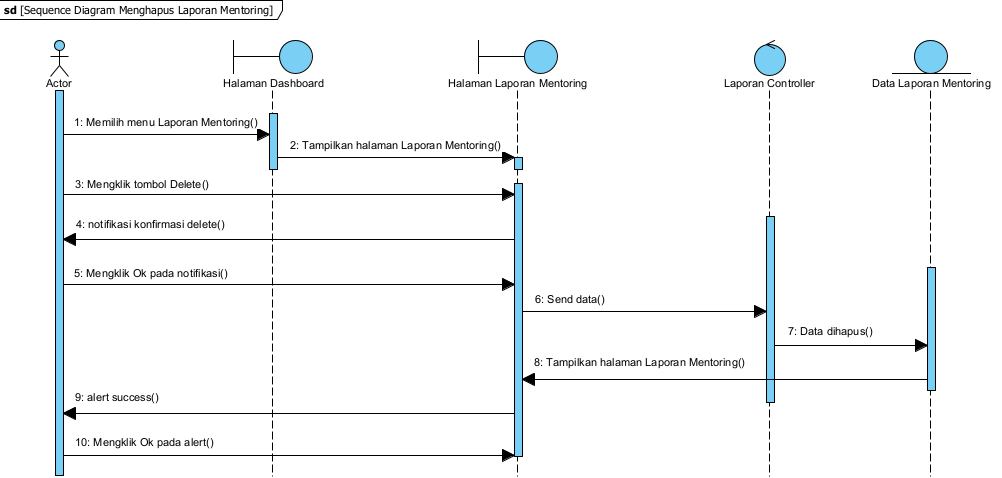 sd [Sequence Diagram Menghapus Laporan Mentoring]
Actor
Halaman Dashboard
Halaman Laporan Mentoring
Laporan Controller
Data Laporan Mentoring
1: Memilih menu Laporan Mentoring()
2: Tampilkan halaman Laporan Mentoring()
3: Mengklik tombol Delete()
4: notifikasi konfirmasi delete()
5: Mengklik Ok pada notifikasi()
6: Send data()
7: Data dihapus()
8: Tampilkan halaman Laporan Mentoring()
9: alert success()
10: Mengklik Ok pada alert()